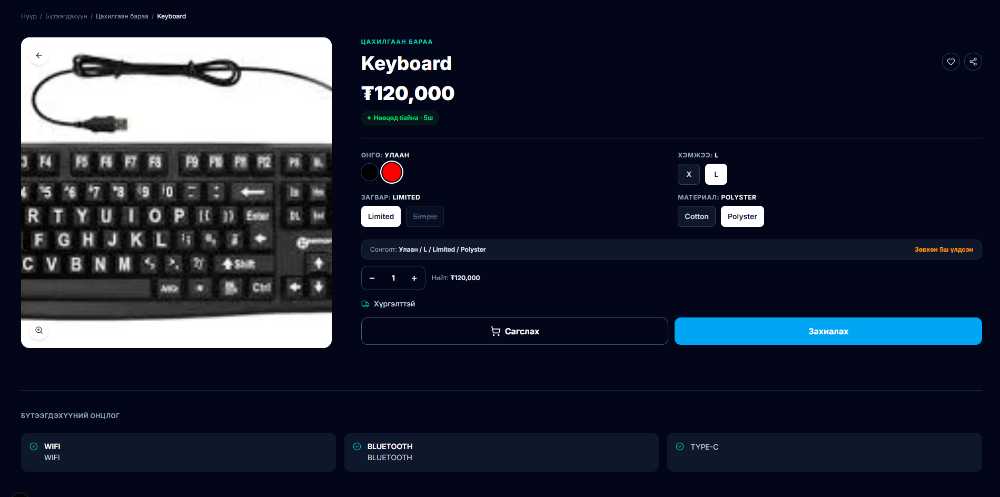 Нүүр / Бүтээгдэхүүн / Цахилгаан бараа / Keyboard
ЦАХИЛГААН БАРАА
Keyboard
₮120,000
Нөөцөд байна · 5ш
ӨНГӨ: УЛААН
ХЭМЖЭЭ: L
X L
ЗАГВАР: LIMITED
МАТЕРИАЛ: POLYSTER
Limited Simple
Cotton Polyster
Сонголт: Улаан / L / Limited / Polyster
Зөвхөн 5ш үлдсэн
− 1 +
Нийт: ₮120,000
Хүргэлттэй
Сагслах
Захиалах
F4 F5 F6 F7 F8 F9 F10 F11 F12
5 6 7 8 9 0
R T Y U I O P Enter
F G H J K L
C V B N M Shift
Ctrl
БҮТЭЭГДЭХҮҮНИЙ ОНЦЛОГ
WIFI
WIFI
BLUETOOTH
BLUETOOTH
TYPE-C